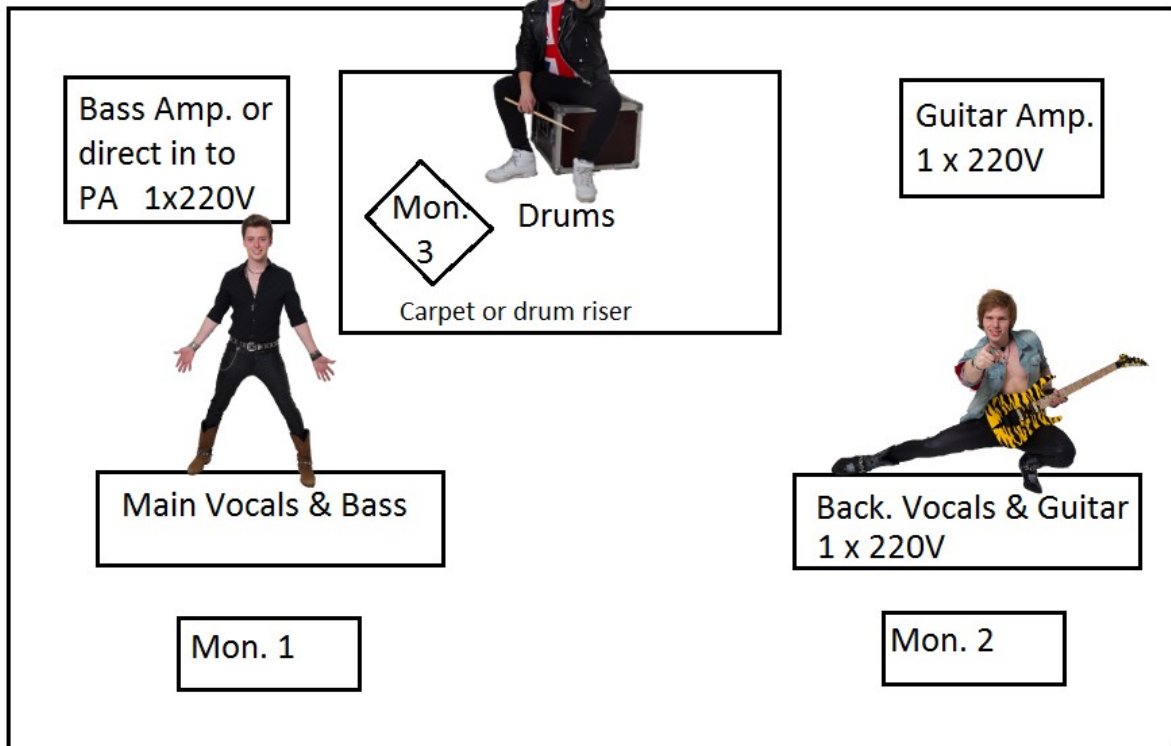 Bass Amp. or
direct in to
PA 1x220V
Mon.
3
Drums
Carpet or drum riser
Guitar Amp.
1 x 220V
Main Vocals & Bass
Back. Vocals & Guitar
1 x 220V
Mon. 1
Mon. 2